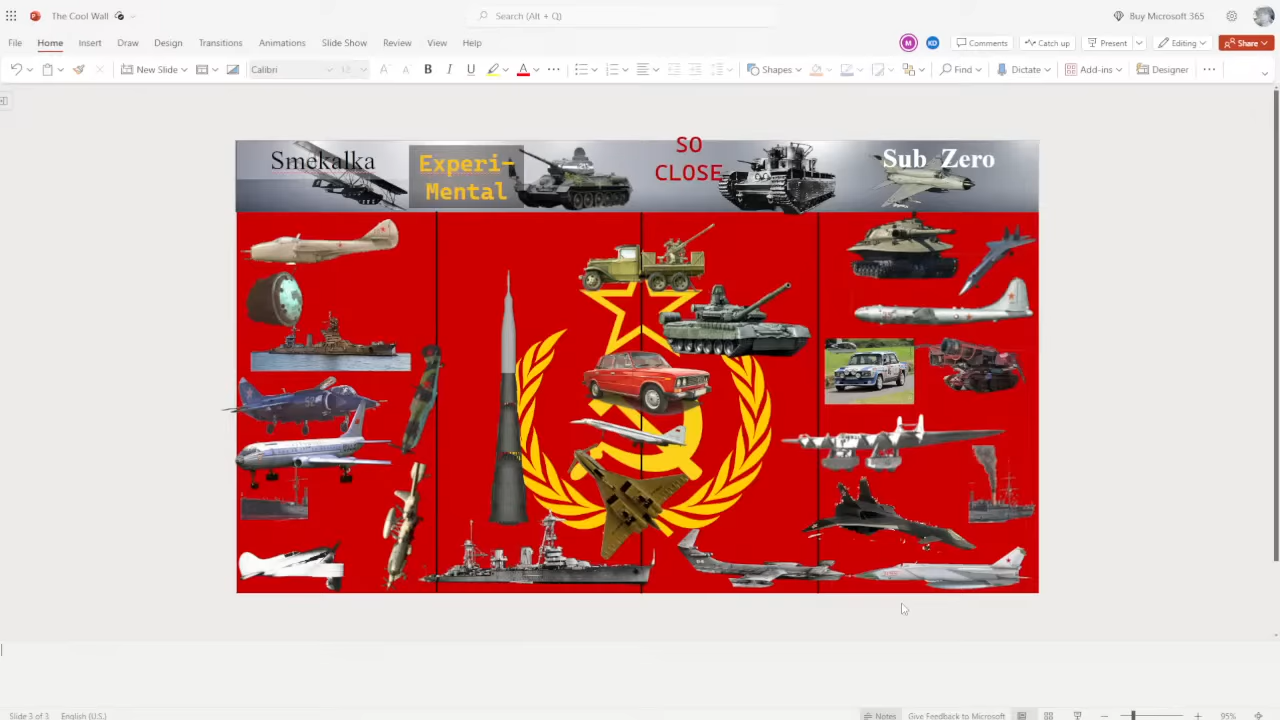 The Cool Wall
Search (Alt + Q)
Buy Microsoft 365
File Home Insert Draw Design Transitions Animations Slide Show Review View Help
M KD Comments Catch up Present Editing Share
New Slide Calibri 12 A A B I U A Shapes Find Dictate Add-ins Designer
Smekalka
Experi-
Mental
SO
CLOSE
Sub Zero
Slide 3 of 3 English (U.S.) Notes Give Feedback to Microsoft 95%